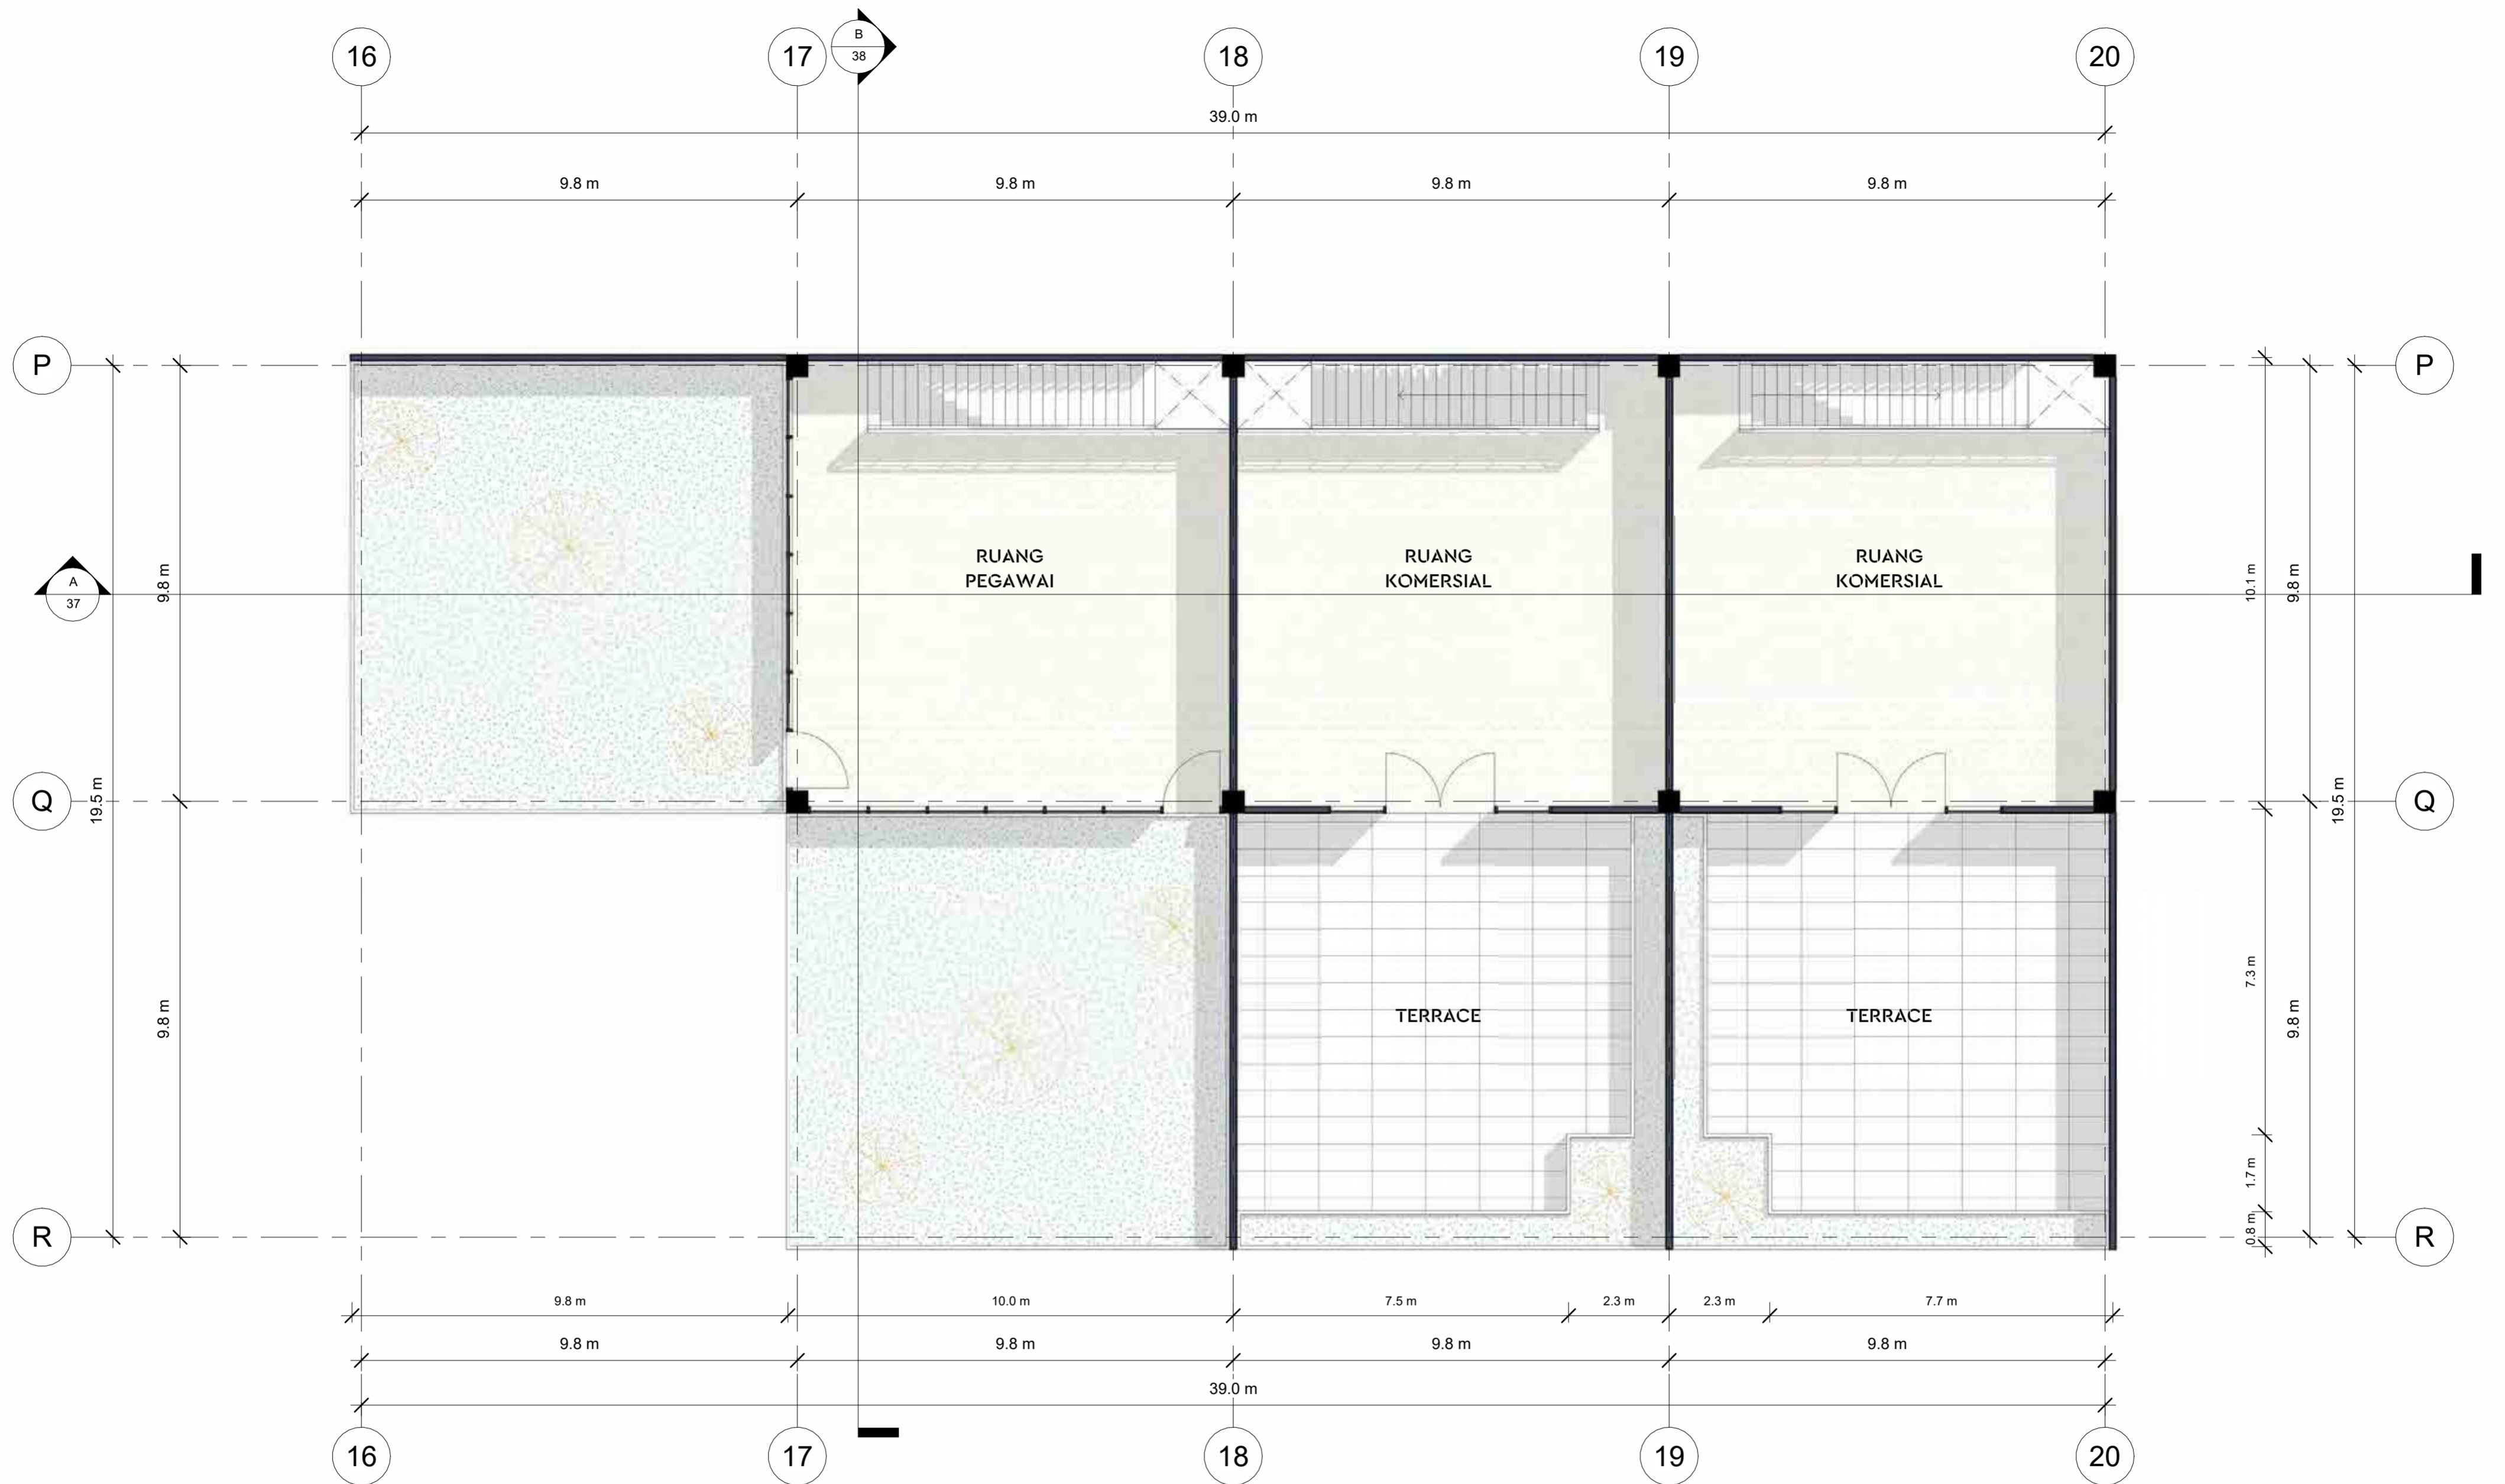 B
38
16
17
18
19
20
39.0 m
9.8 m
9.8 m
9.8 m
9.8 m
P
P
RUANG
PEGAWAI
RUANG
KOMERSIAL
RUANG
KOMERSIAL
A
37
9.8 m
10.1 m
9.8 m
Q
19.5 m
19.5 m
Q
9.8 m
7.3 m
9.8 m
TERRACE
TERRACE
1.7 m
0.8 m
R
R
9.8 m
10.0 m
7.5 m
2.3 m
2.3 m
7.7 m
9.8 m
9.8 m
9.8 m
9.8 m
39.0 m
16
17
18
19
20